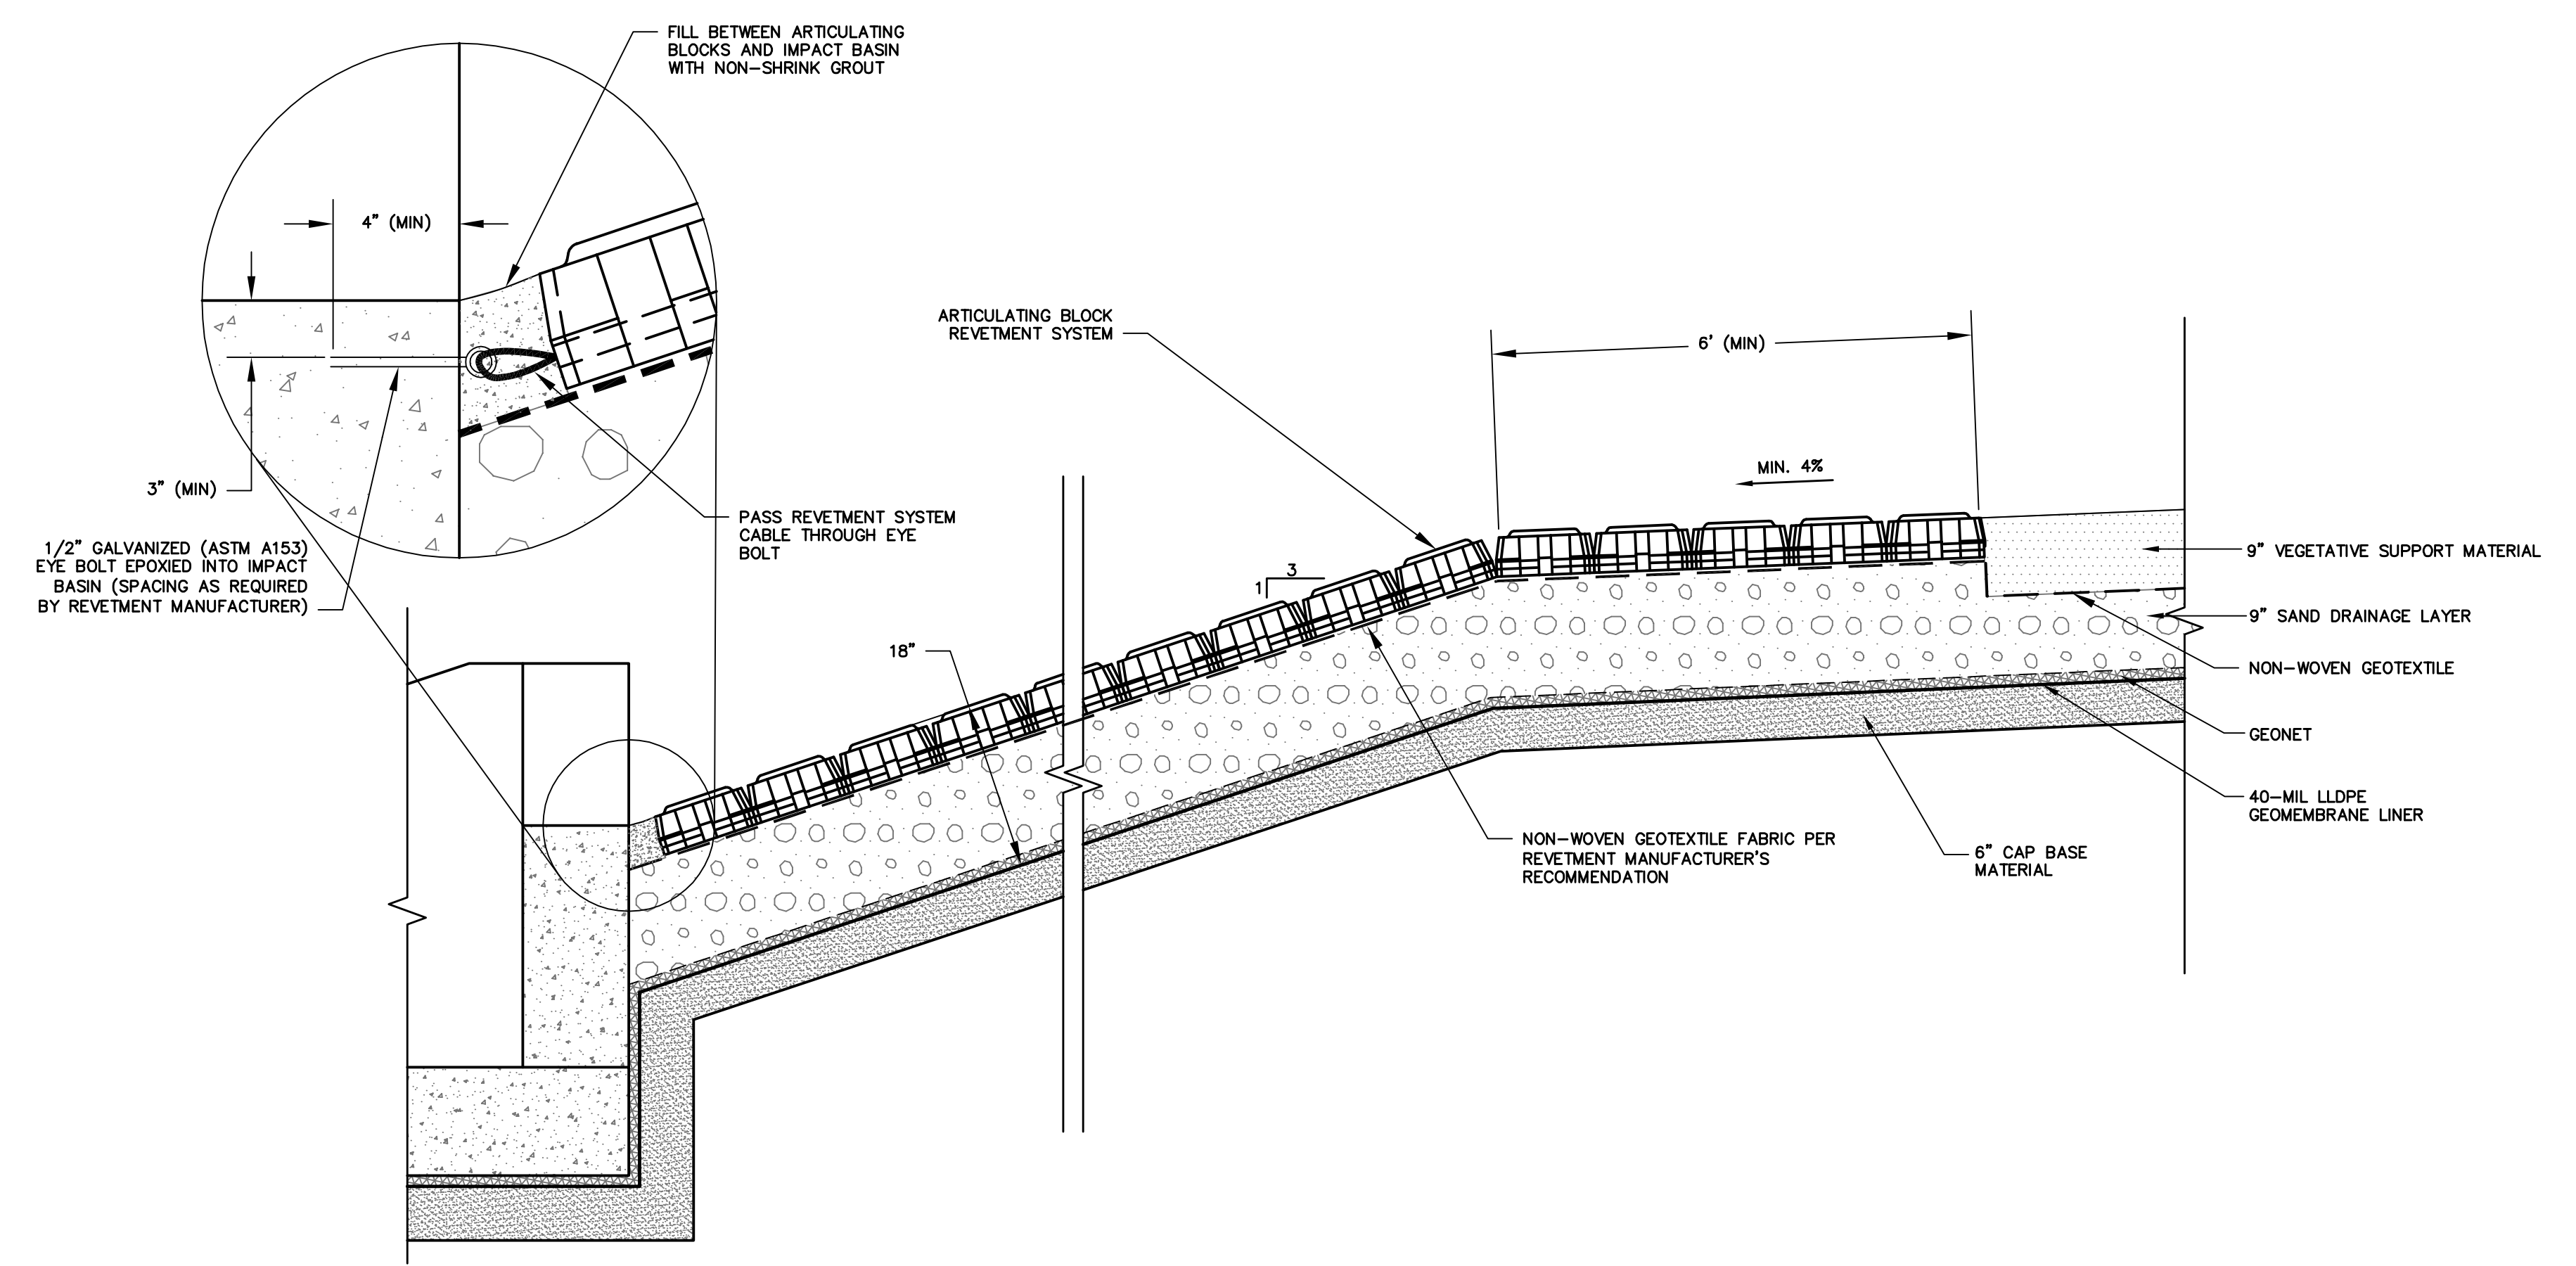 FILL BETWEEN ARTICULATING
BLOCKS AND IMPACT BASIN
WITH NON-SHRINK GROUT
4" (MIN)
3" (MIN)
1/2" GALVANIZED (ASTM A153)
EYE BOLT EPOXIED INTO IMPACT
BASIN (SPACING AS REQUIRED
BY REVETMENT MANUFACTURER)
PASS REVETMENT SYSTEM
CABLE THROUGH EYE
BOLT
ARTICULATING BLOCK
REVETMENT SYSTEM
6' (MIN)
MIN. 4%
3
1
18"
9" VEGETATIVE SUPPORT MATERIAL
9" SAND DRAINAGE LAYER
NON-WOVEN GEOTEXTILE
GEONET
40-MIL LLDPE
GEOMEMBRANE LINER
NON-WOVEN GEOTEXTILE FABRIC PER
REVETMENT MANUFACTURER'S
RECOMMENDATION
6" CAP BASE
MATERIAL